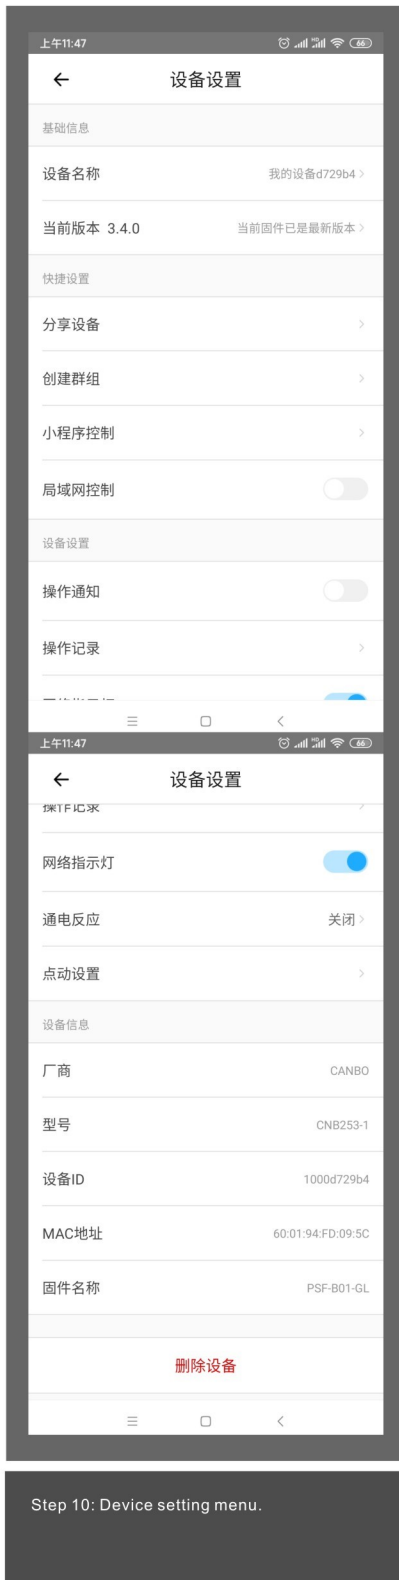 上午11:47 HD 66
设备设置
基础信息
设备名称 我的设备d729b4
当前版本 3.4.0 当前固件已是最新版本
快捷设置
分享设备
创建群组
小程序控制
局域网控制
设备设置
操作通知
操作记录
上午11:47 HD 66
设备设置
操作记录
网络指示灯
通电反应 关闭
点动设置
设备信息
厂商 CANBO
型号 CNB253-1
设备ID 1000d729b4
MAC地址 60:01:94:FD:09:5C
固件名称 PSF-B01-GL
删除设备
Step 10: Device setting menu.